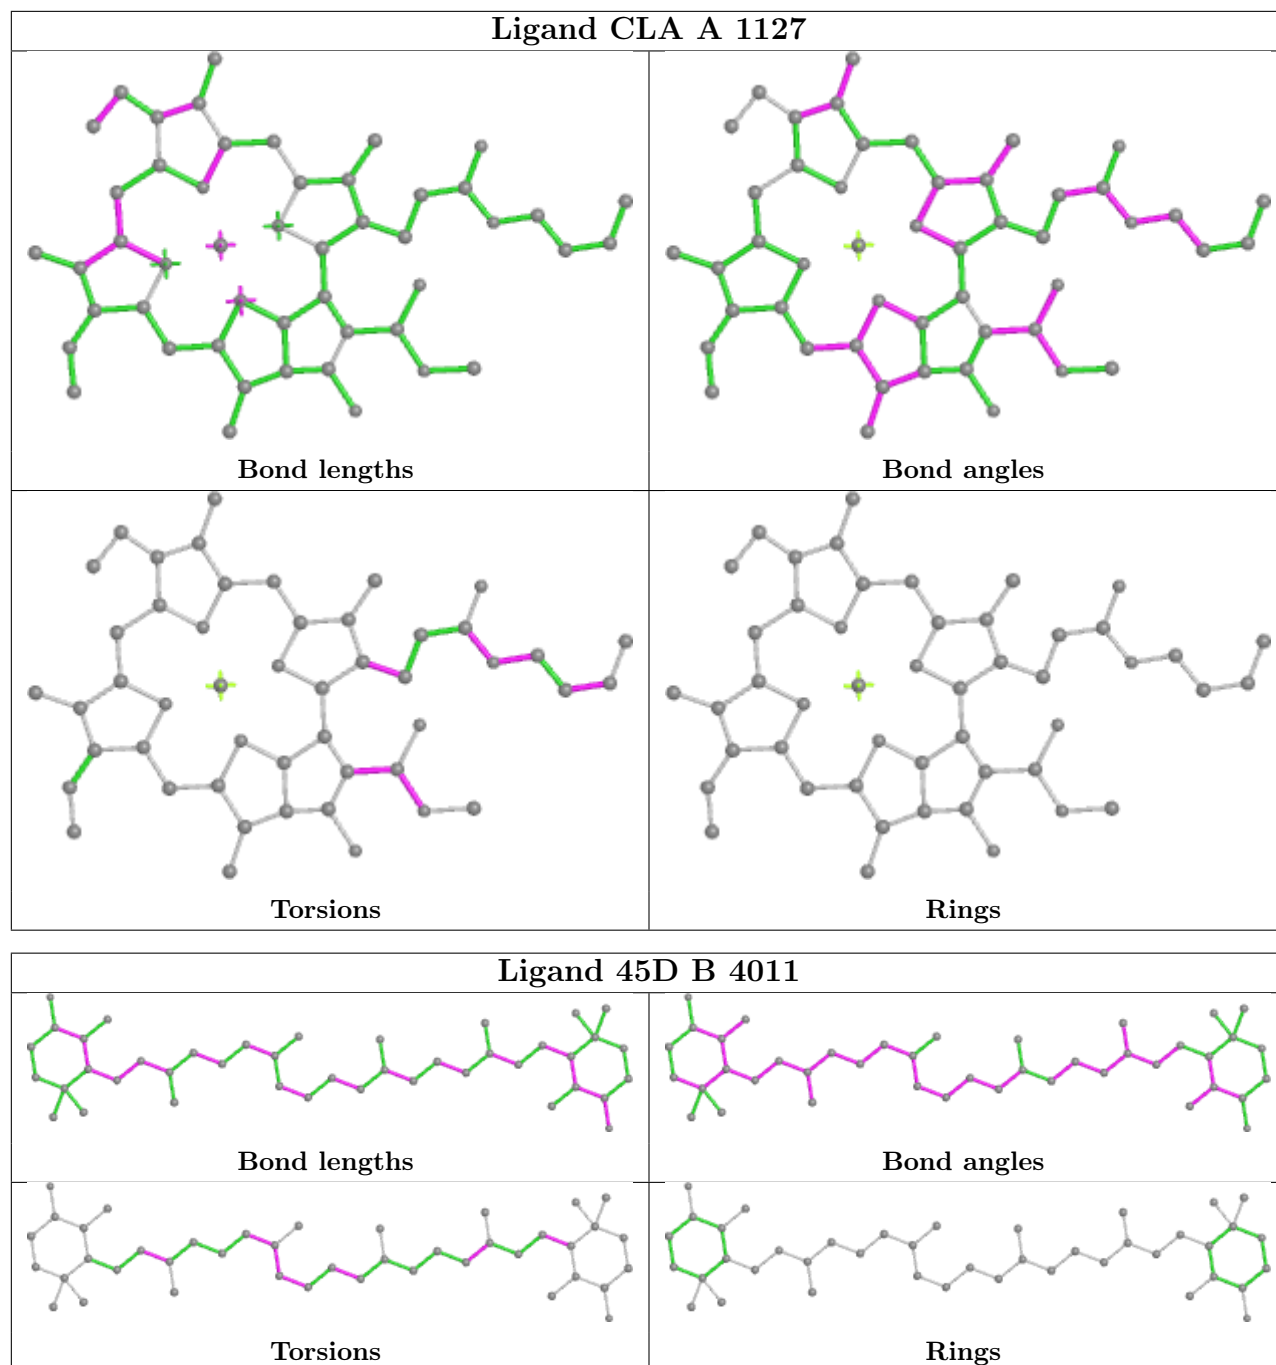 Ligand CLA A 1127
Bond lengths
Bond angles
Torsions
Rings
Ligand 45D B 4011
Bond lengths
Bond angles
Torsions
Rings